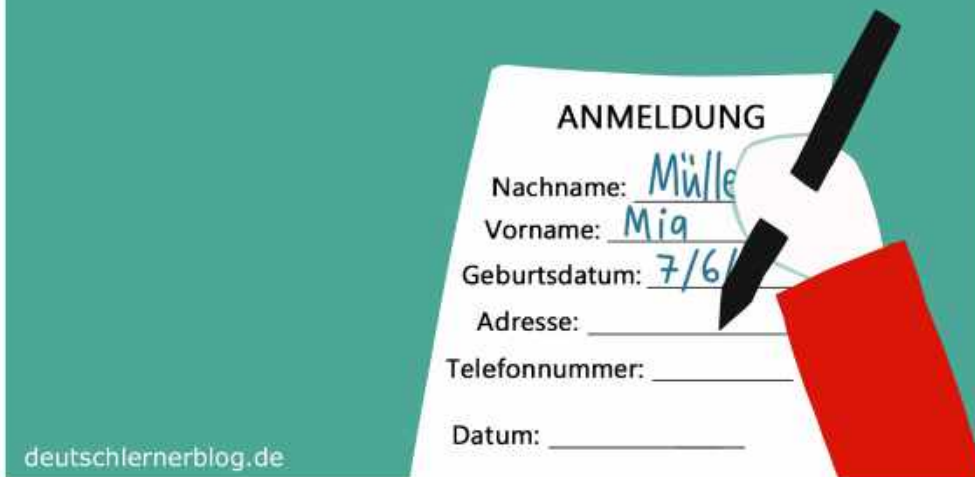 ANMELDUNG
Nachname: Mülle
Vorname: Mia
Geburtsdatum: 7/6/
Adresse:
Telefonnummer:
Datum:
deutschlernerblog.de